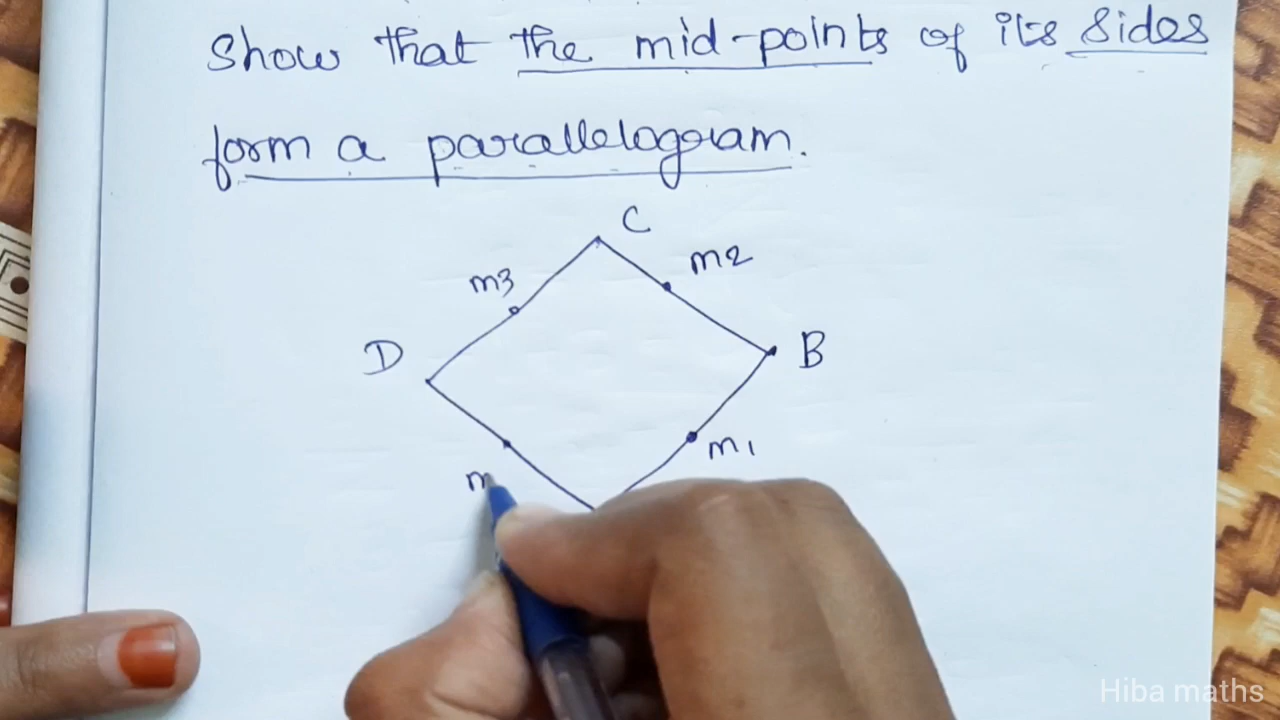 Show that the mid-points of its sides
form a parallelogram.
C
m2
m3
D
B
m1
m
Hiba maths